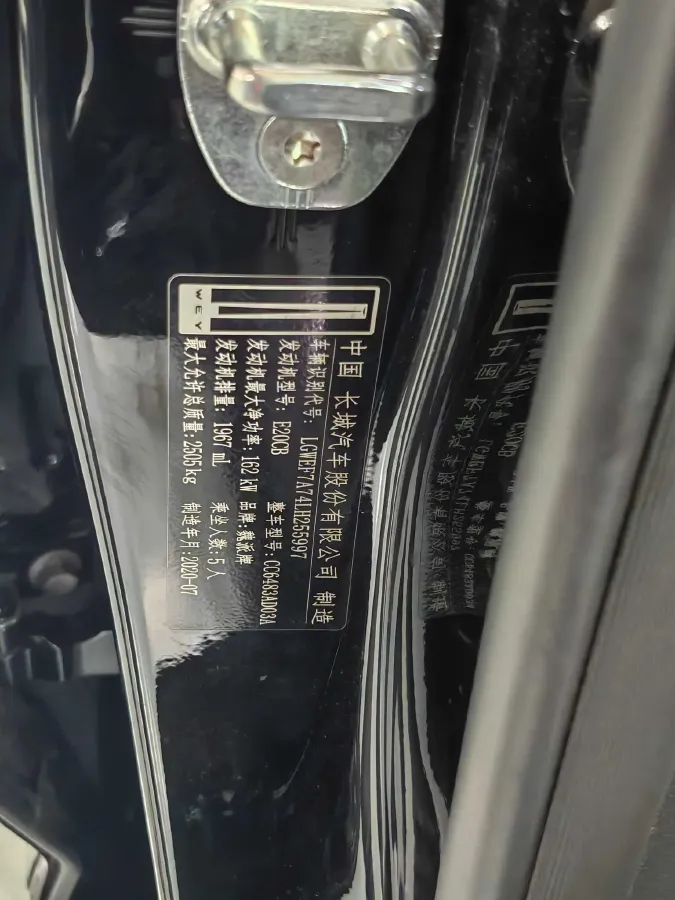 WEY
中国 长城汽车股份有限公司 制造
车辆识别代号: LGWEF7A74LH255997
发动机型号: E20CB 整车型号: CC6483AD03A
发动机最大净功率: 162 kW 品牌: 魏派牌
发动机排量: 1967 mL 乘坐人数: 5人
最大允许总质量: 2505 kg 制造年月: 2020-07